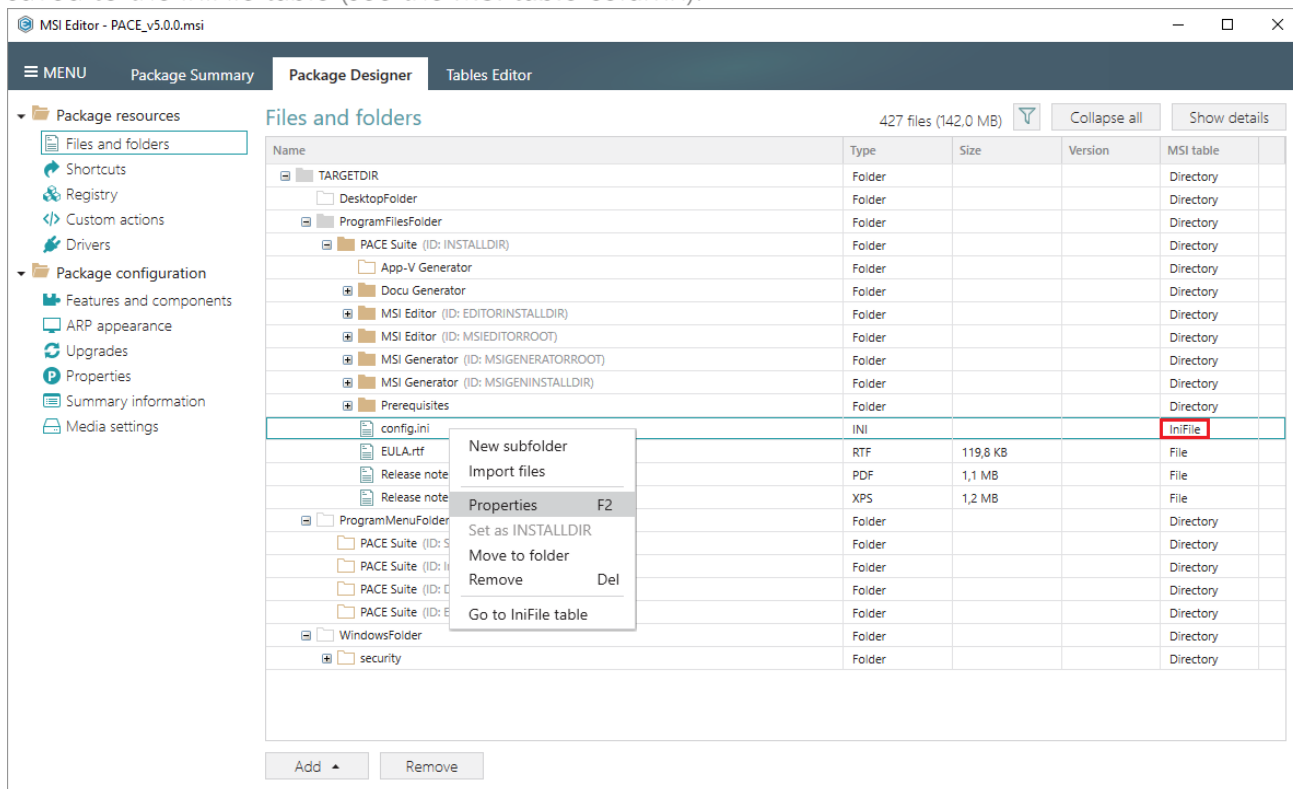 MSI Editor - PACE_v5.0.0.msi
MENU Package Summary Package Designer Tables Editor
Package resources
Files and folders
Shortcuts
Registry
Custom actions
Drivers
Package configuration
Features and components
ARP appearance
Upgrades
Properties
Summary information
Media settings
Files and folders 427 files (142,0 MB) Collapse all Show details
Name Type Size Version MSI table
TARGETDIR Folder Directory
DesktopFolder Folder Directory
ProgramFilesFolder Folder Directory
PACE Suite (ID: INSTALLDIR) Folder Directory
App-V Generator Folder Directory
Docu Generator Folder Directory
MSI Editor (ID: EDITORINSTALLDIR) Folder Directory
MSI Editor (ID: MSIEDITORROOT) Folder Directory
MSI Generator (ID: MSIGENERATORROOT) Folder Directory
MSI Generator (ID: MSIGENINSTALLDIR) Folder Directory
Prerequisites Folder Directory
config.ini INI IniFile
EULA.rtf RTF 119,8 KB File
Release note PDF 1,1 MB File
Release note XPS 1,2 MB File
ProgramMenuFolder Folder Directory
PACE Suite (ID: S Folder Directory
PACE Suite (ID: I Folder Directory
PACE Suite (ID: D Folder Directory
PACE Suite (ID: E Folder Directory
WindowsFolder Folder Directory
security Folder Directory
New subfolder
Import files
Properties F2
Set as INSTALLDIR
Move to folder
Remove Del
Go to IniFile table
Add Remove